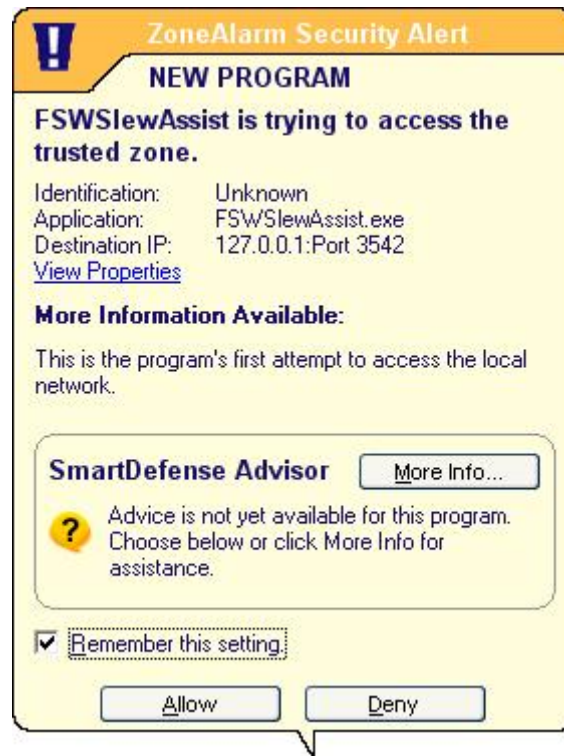 ZoneAlarm Security Alert
NEW PROGRAM
FSWSlewAssist is trying to access the
trusted zone.
Identification: Unknown
Application: FSWSlewAssist.exe
Destination IP: 127.0.0.1:Port 3542
View Properties
More Information Available:
This is the program's first attempt to access the local
network.
SmartDefense Advisor More Info...
Advice is not yet available for this program.
Choose below or click More Info for
assistance.
Remember this setting.
Allow Deny